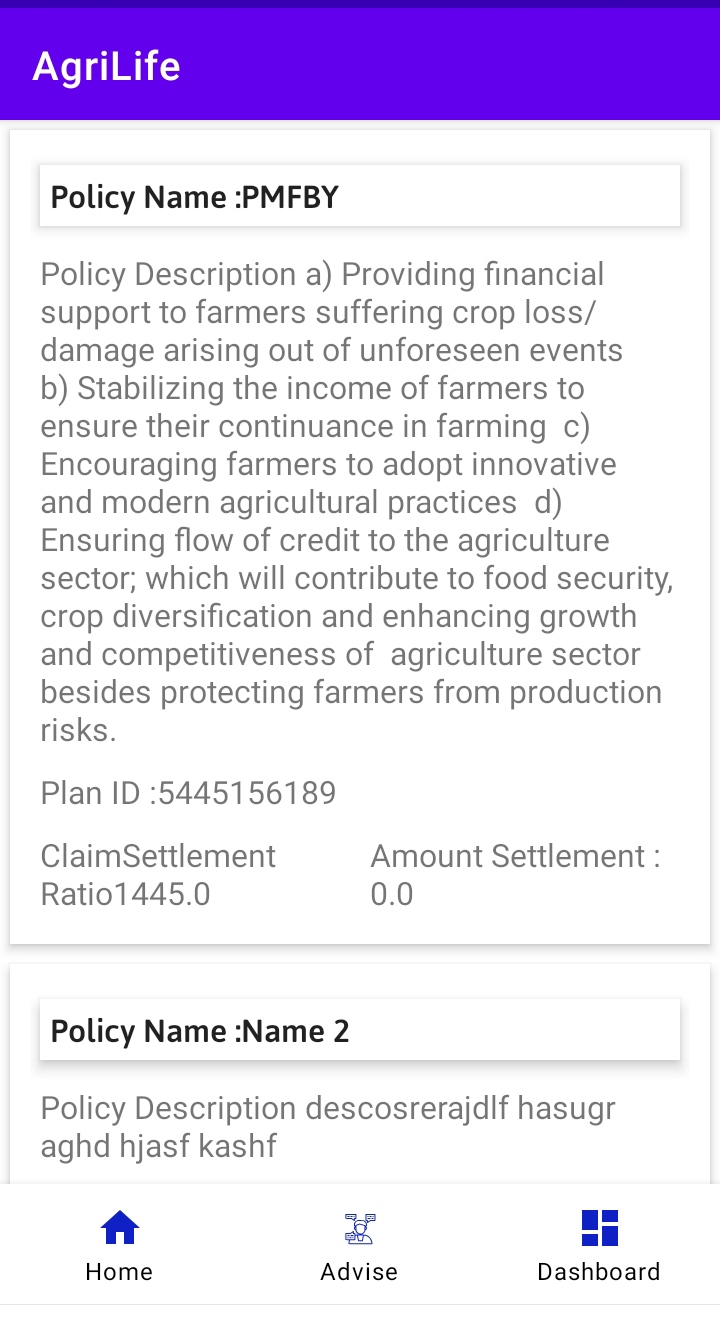 AgriLife
Policy Name :PMFBY
Policy Description a) Providing financial
support to farmers suffering crop loss/
damage arising out of unforeseen events
b) Stabilizing the income of farmers to
ensure their continuance in farming  c)
Encouraging farmers to adopt innovative
and modern agricultural practices  d)
Ensuring flow of credit to the agriculture
sector; which will contribute to food security,
crop diversification and enhancing growth
and competitiveness of  agriculture sector
besides protecting farmers from production
risks.
Plan ID :5445156189
ClaimSettlement
Ratio1445.0
Amount Settlement :
0.0
Policy Name :Name 2
Policy Description descosrerajdlf hasugr
aghd hjasf kashf
Home
Advise
Dashboard